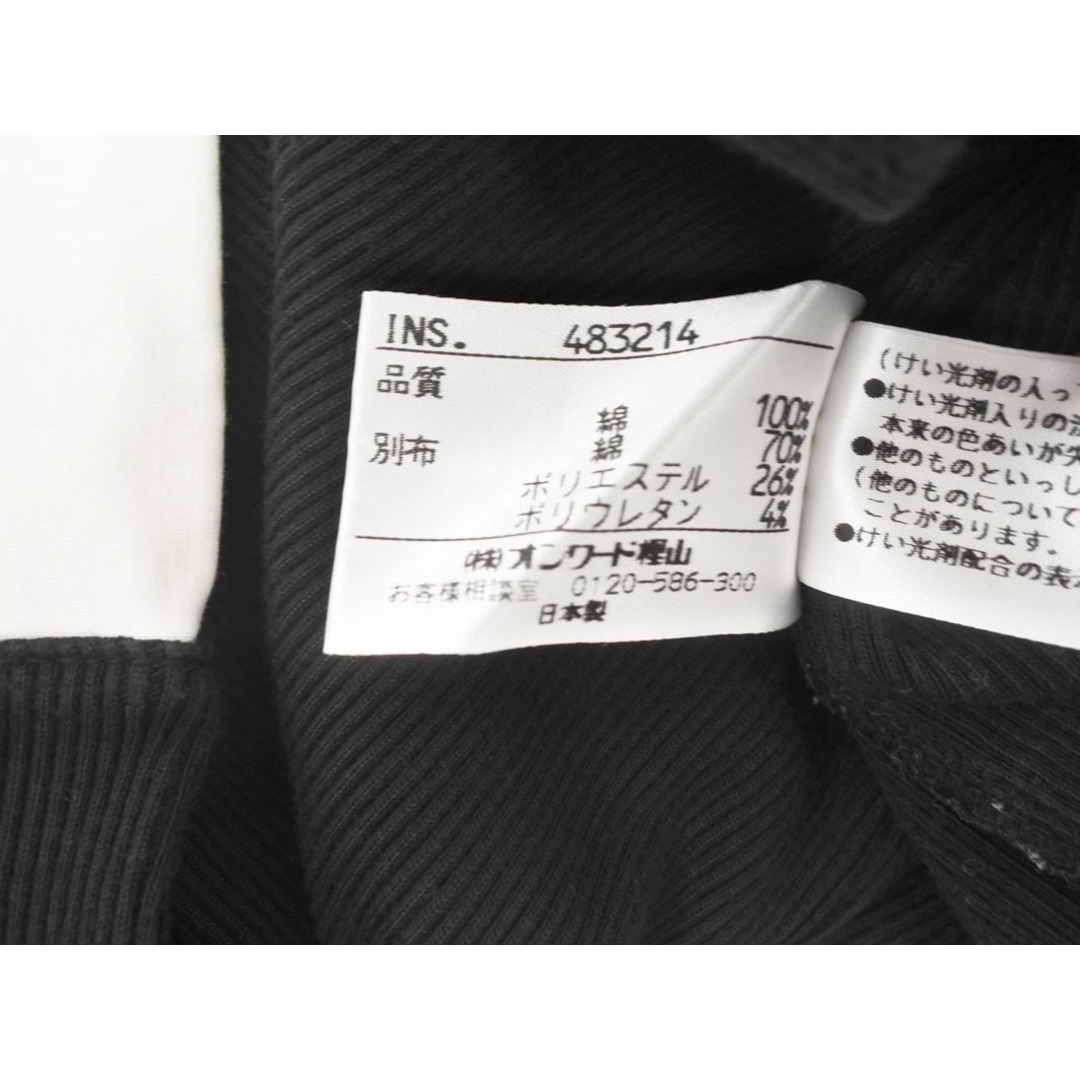 INS. 483214
品質
綿 100%
別布 綿 70%
ポリエステル 26%
ポリウレタン 4%
(株)オンワード樫山
お客様相談室 0120-586-300
日本製
(けい光剤の入っ
●けい光剤入りの
本来の色あいが失
●他のものといっし
(他のものについて
ことがあります。
●けい光剤配合の表